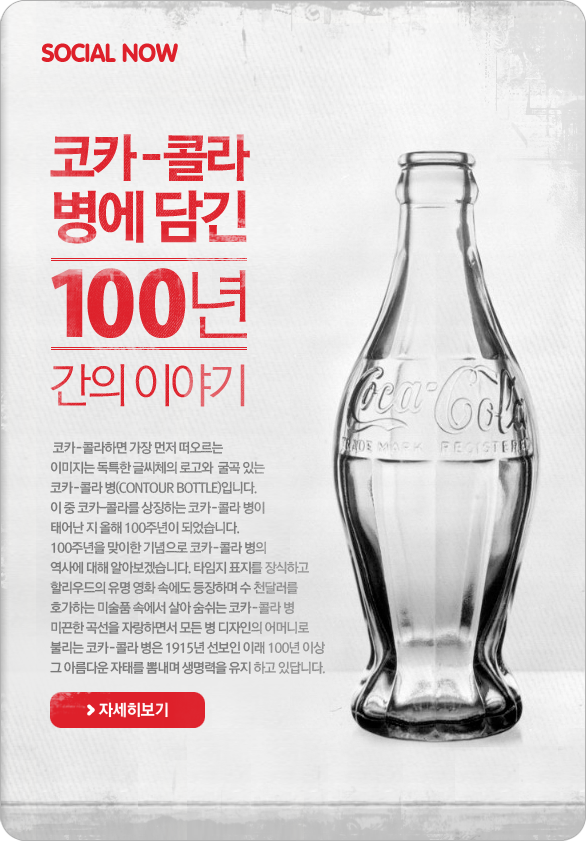 SOCIAL NOW
코카-콜라
병에 담긴
100년
간의 이야기
코카-콜라하면 가장 먼저 떠오르는
이미지는 독특한 글씨체의 로고와 굴곡 있는
코카-콜라 병(CONTOUR BOTTLE)입니다.
이 중 코카-콜라를 상징하는 코카-콜라 병이
태어난 지 올해 100주년이 되었습니다.
100주년을 맞이한 기념으로 코카-콜라 병의
역사에 대해 알아보겠습니다. 타임지 표지를 장식하고
할리우드의 유명 영화 속에도 등장하며 수 천달러를
호가하는 미술품 속에서 살아 숨쉬는 코카-콜라 병
미끈한 곡선을 자랑하면서 모든 병 디자인의 어머니로
불리는 코카-콜라 병은 1915년 선보인 이래 100년 이상
그 아름다운 자태를 뽐내며 생명력을 유지 하고 있답니다.
자세히보기
Coca-Cola
TRADE MARK REGISTERED